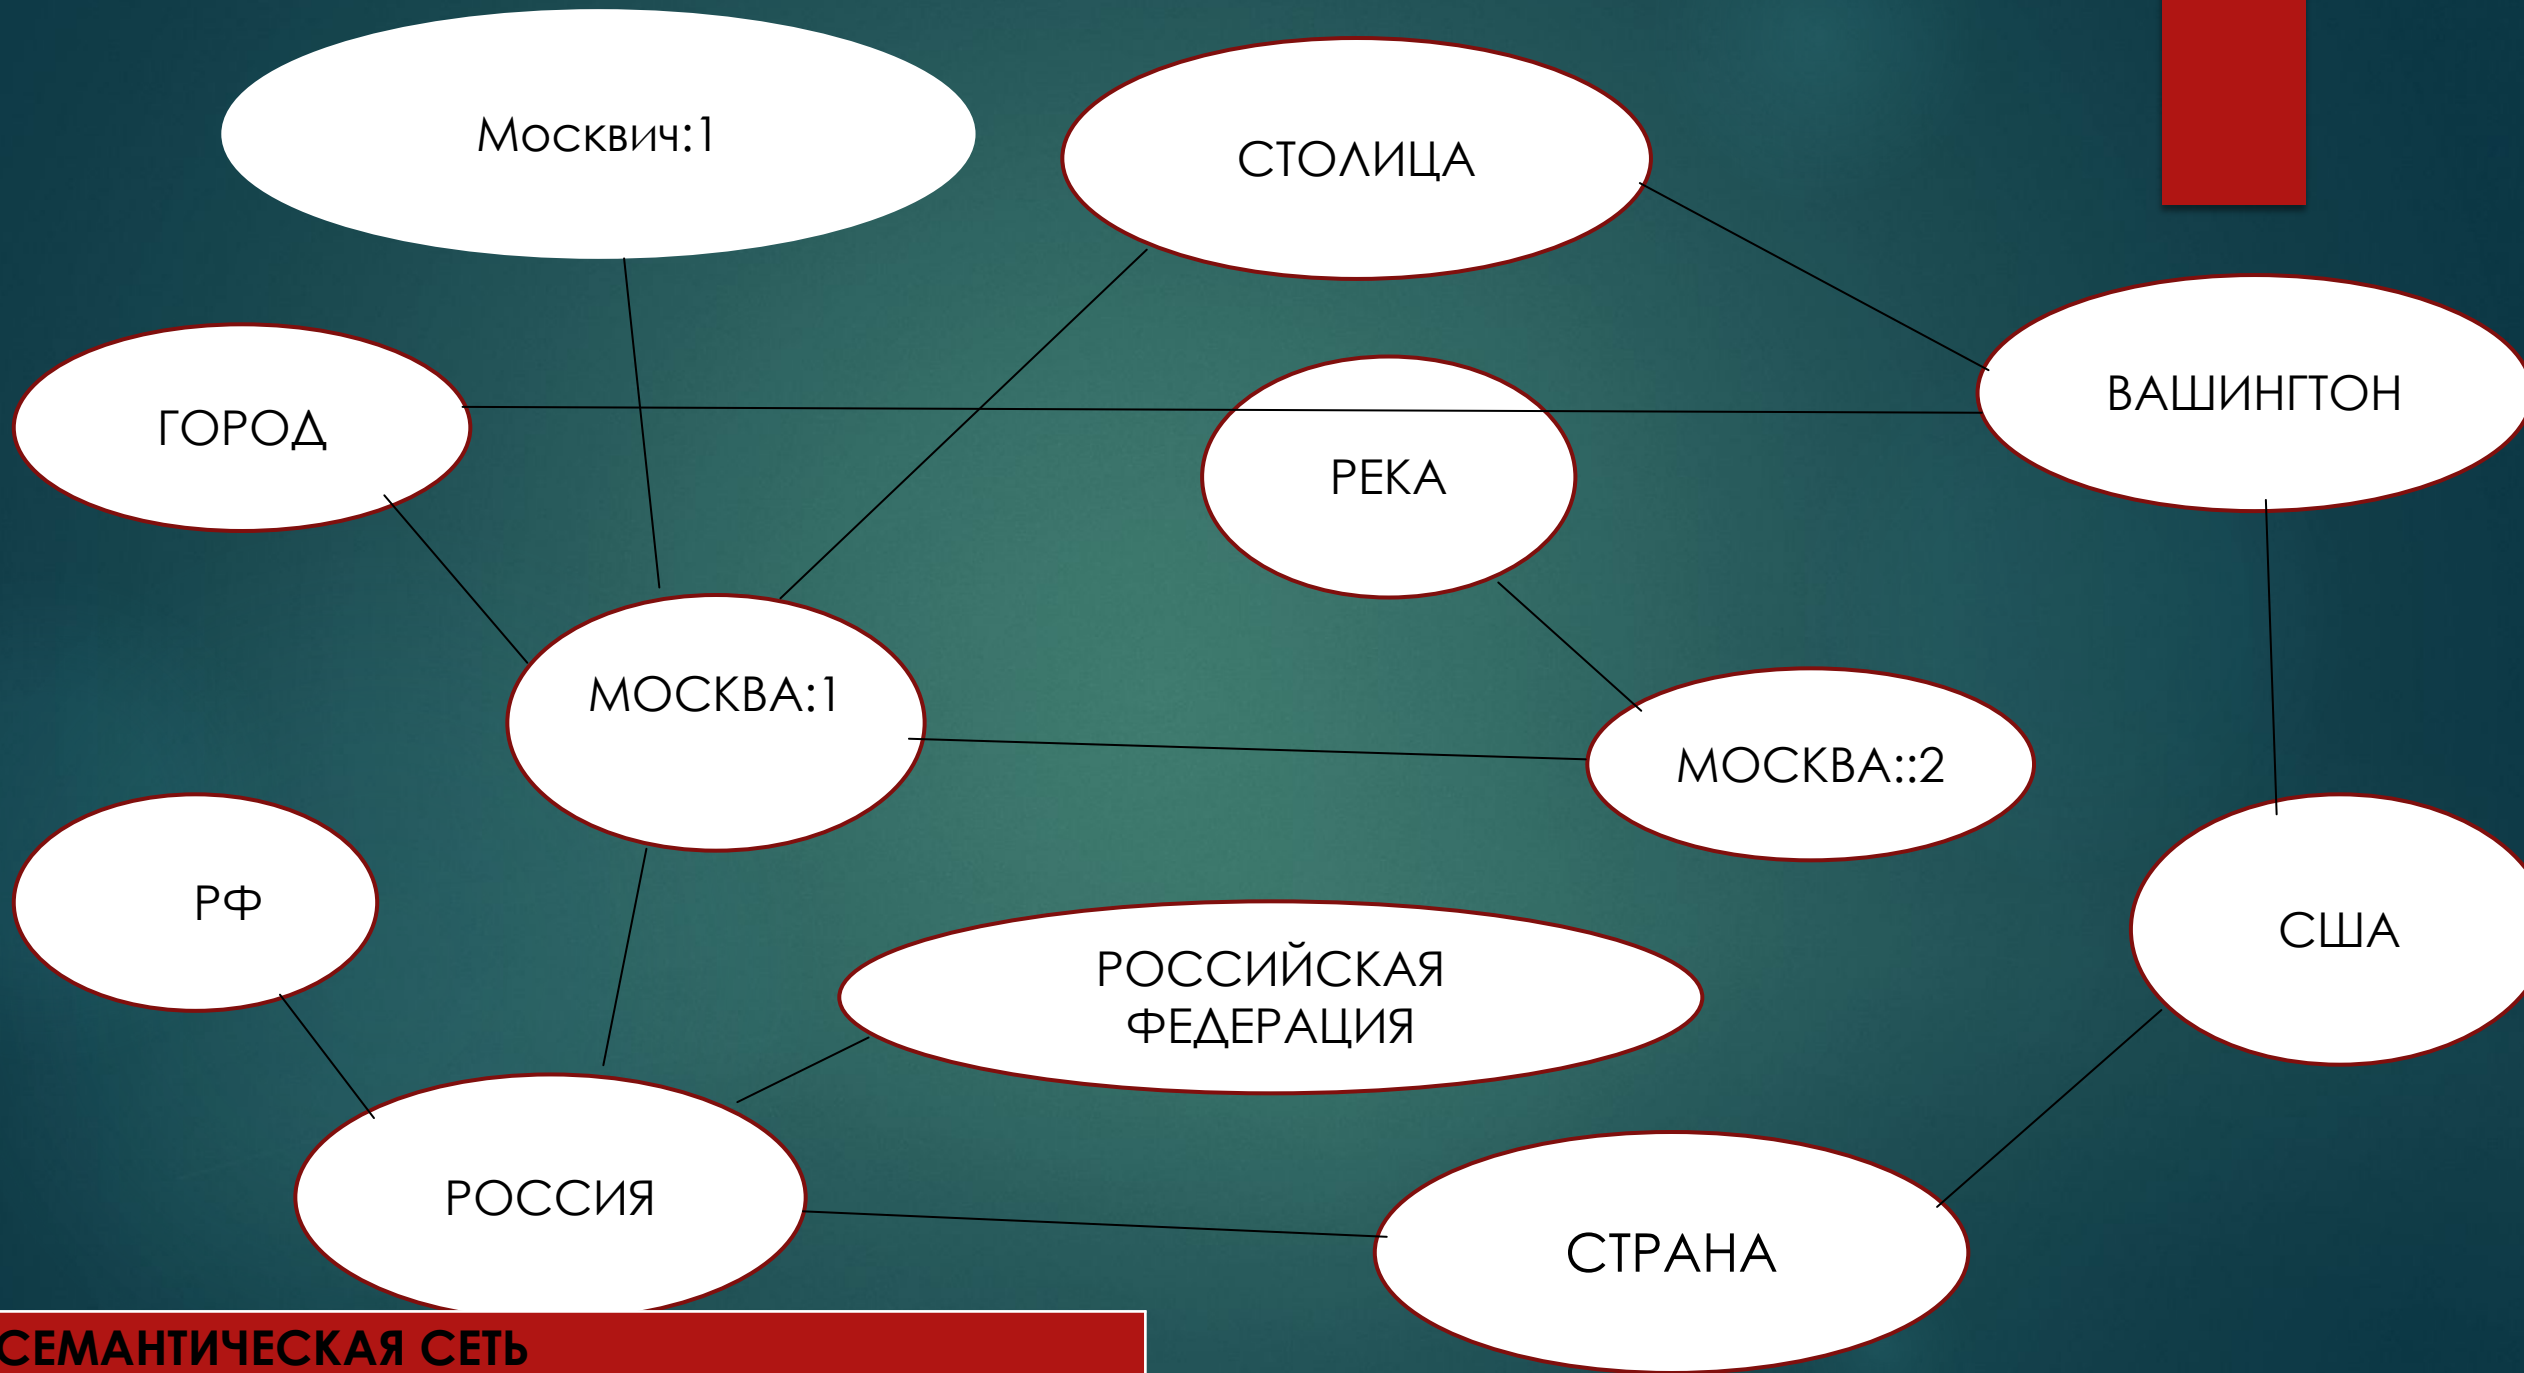 Москвич:1
СТОЛИЦА
ВАШИНГТОН
ГОРОД
РЕКА
МОСКВА:1
МОСКВА::2
РФ
США
РОССИЙСКАЯ
ФЕДЕРАЦИЯ
РОССИЯ
СТРАНА
СЕМАНТИЧЕСКАЯ СЕТЬ